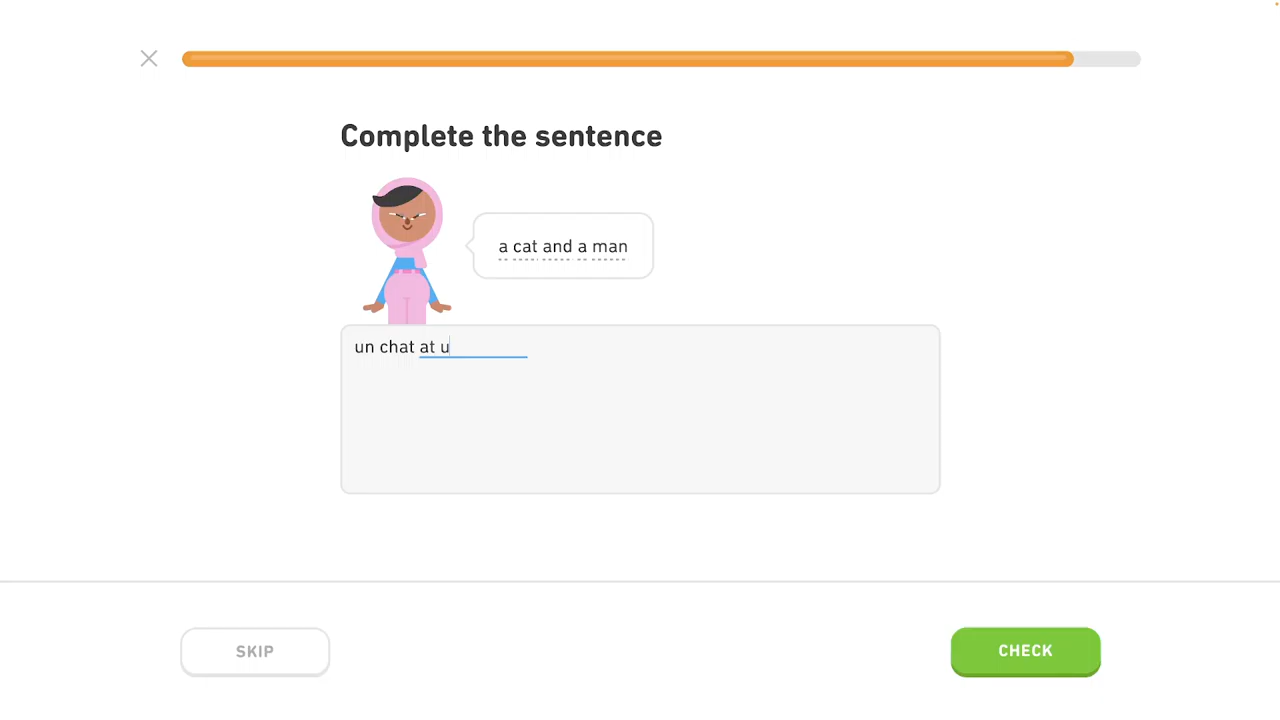 Complete the sentence
a cat and a man
un chat at u
SKIP
CHECK